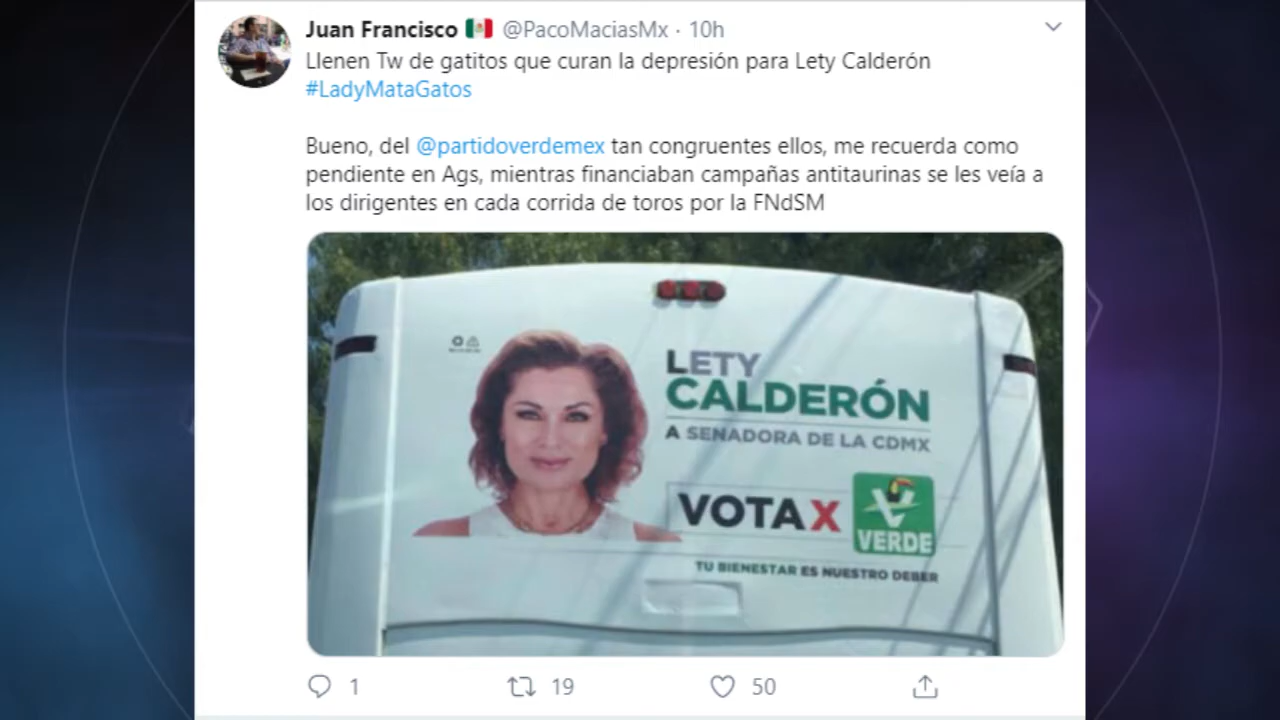 Juan Francisco 🇲🇽 @PacoMaciasMx · 10h
Llenen Tw de gatitos que curan la depresión para Lety Calderón
#LadyMataGatos
Bueno, del @partidoverdemex tan congruentes ellos, me recuerda como
pendiente en Ags, mientras financiaban campañas antitaurinas se les veía a
los dirigentes en cada corrida de toros por la FNdSM
LETY
CALDERÓN
A SENADORA DE LA CDMX
VOTA X
VERDE
TU BIENESTAR ES NUESTRO DEBER
1
19
50